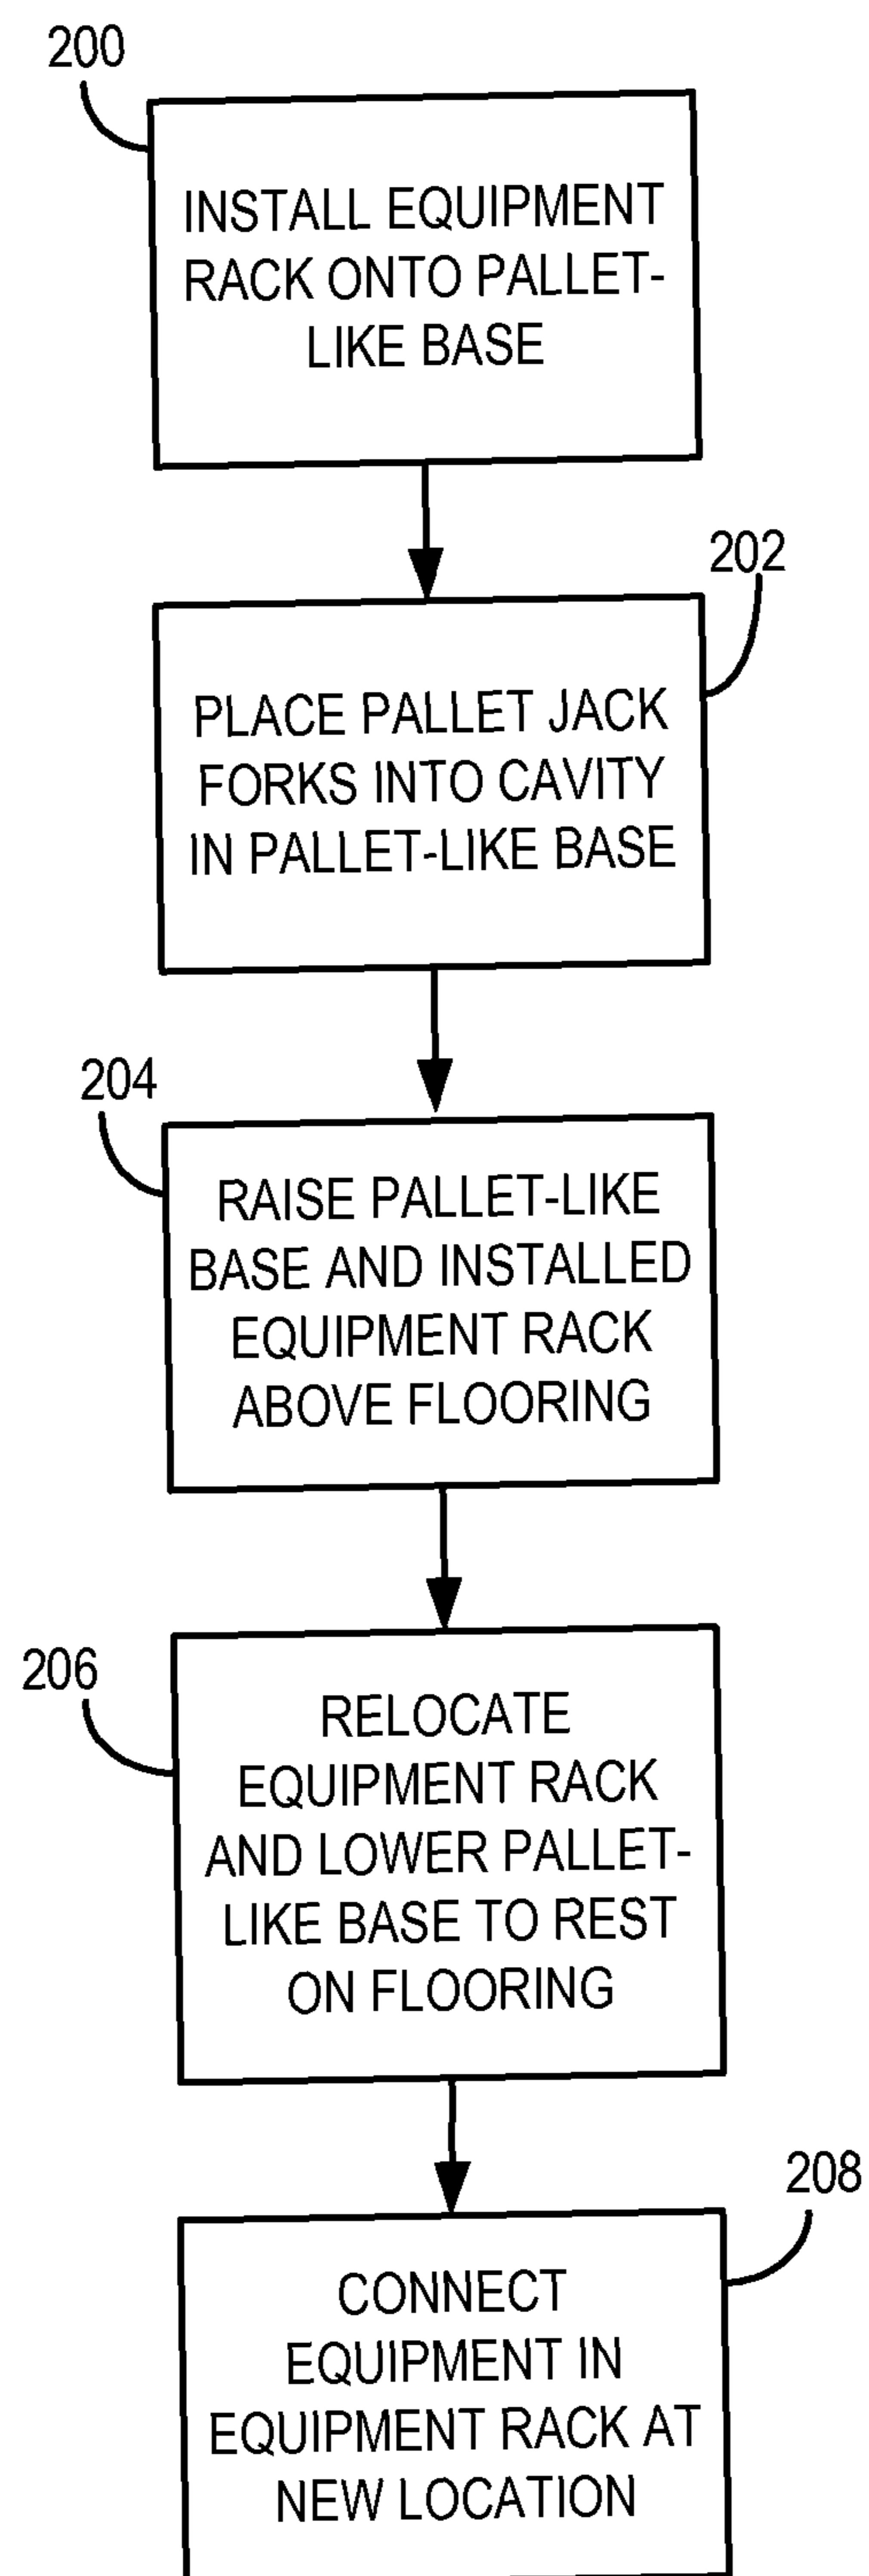 200
INSTALL EQUIPMENT
RACK ONTO PALLET-
LIKE BASE
202
PLACE PALLET JACK
FORKS INTO CAVITY
IN PALLET-LIKE BASE
204
RAISE PALLET-LIKE
BASE AND INSTALLED
EQUIPMENT RACK
ABOVE FLOORING
206
RELOCATE
EQUIPMENT RACK
AND LOWER PALLET-
LIKE BASE TO REST
ON FLOORING
208
CONNECT
EQUIPMENT IN
EQUIPMENT RACK AT
NEW LOCATION